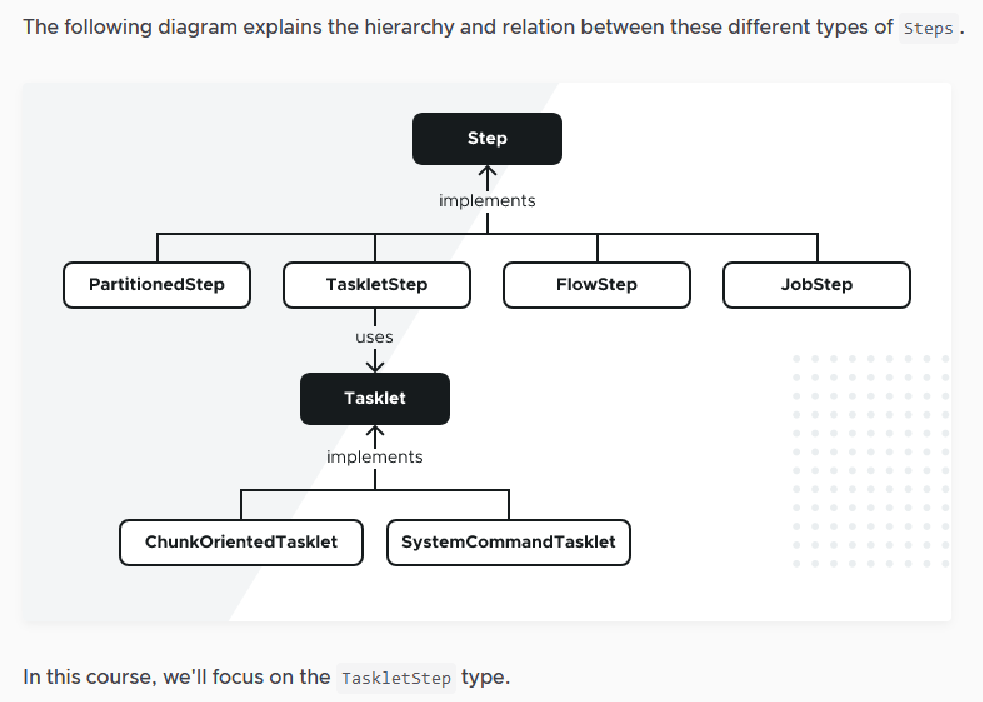 The following diagram explains the hierarchy and relation between these different types of Steps.
Step
implements
PartitionedStep TaskletStep FlowStep JobStep
uses
Tasklet
implements
ChunkOrientedTasklet SystemCommandTasklet
In this course, we'll focus on the TaskletStep type.